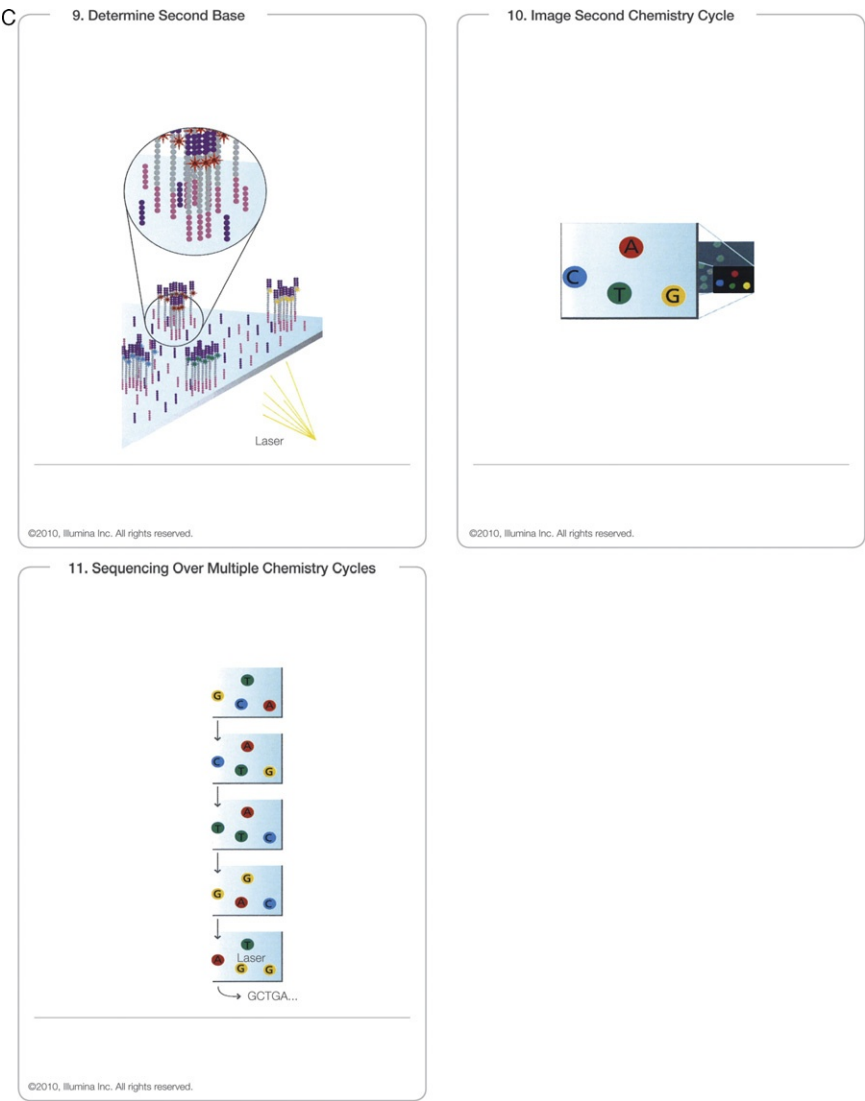 C
9. Determine Second Base
Laser
©2010, Illumina Inc. All rights reserved.
10. Image Second Chemistry Cycle
A
C
T
G
©2010, Illumina Inc. All rights reserved.
11. Sequencing Over Multiple Chemistry Cycles
T
G
C
A
A
C
T
G
A
T
T
C
G
G
A
C
T
A
Laser
G
G
GCTGA...
©2010, Illumina Inc. All rights reserved.